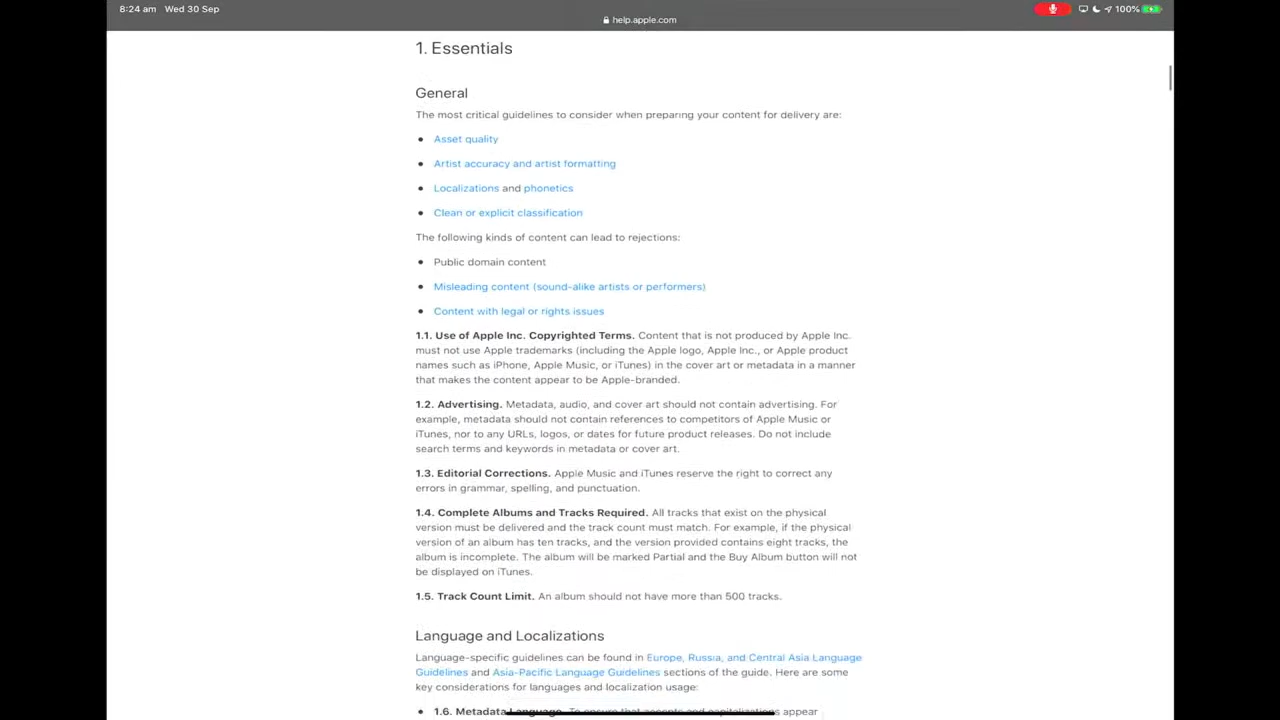 8:24 am Wed 30 Sep
100%
help.apple.com
1. Essentials
General
The most critical guidelines to consider when preparing your content for delivery are:
Asset quality
Artist accuracy and artist formatting
Localizations and phonetics
Clean or explicit classification
The following kinds of content can lead to rejections:
Public domain content
Misleading content (sound-alike artists or performers)
Content with legal or rights issues
1.1. Use of Apple Inc. Copyrighted Terms. Content that is not produced by Apple Inc.
must not use Apple trademarks (including the Apple logo, Apple Inc., or Apple product
names such as iPhone, Apple Music, or iTunes) in the cover art or metadata in a manner
that makes the content appear to be Apple-branded.
1.2. Advertising. Metadata, audio, and cover art should not contain advertising. For
example, metadata should not contain references to competitors of Apple Music or
iTunes, nor to any URLs, logos, or dates for future product releases. Do not include
search terms and keywords in metadata or cover art.
1.3. Editorial Corrections. Apple Music and iTunes reserve the right to correct any
errors in grammar, spelling, and punctuation.
1.4. Complete Albums and Tracks Required. All tracks that exist on the physical
version must be delivered and the track count must match. For example, if the physical
version of an album has ten tracks, and the version provided contains eight tracks, the
album is incomplete. The album will be marked Partial and the Buy Album button will not
be displayed on iTunes.
1.5. Track Count Limit. An album should not have more than 500 tracks.
Language and Localizations
Language-specific guidelines can be found in Europe, Russia, and Central Asia Language
Guidelines and Asia-Pacific Language Guidelines sections of the guide. Here are some
key considerations for languages and localization usage:
1.6. Metadata Language. To ensure that accents and capitalizations appear